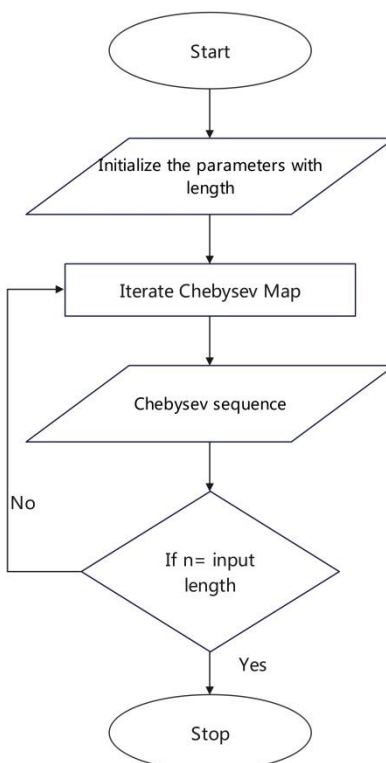 Start
Initialize the parameters with
length
Iterate Chebysev Map
Chebysev sequence
No
If n= input
length
Yes
Stop